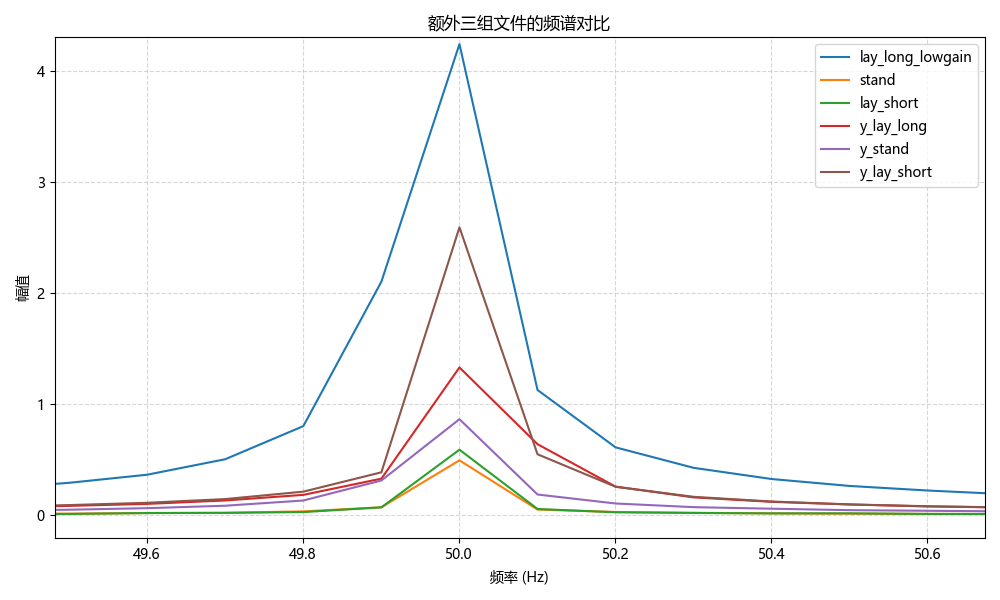 额外三组文件的频谱对比
lay_long_lowgain
stand
lay_short
y_lay_long
y_stand
y_lay_short
幅值
4
3
2
1
0
49.6
49.8
50.0
50.2
50.4
50.6
频率 (Hz)